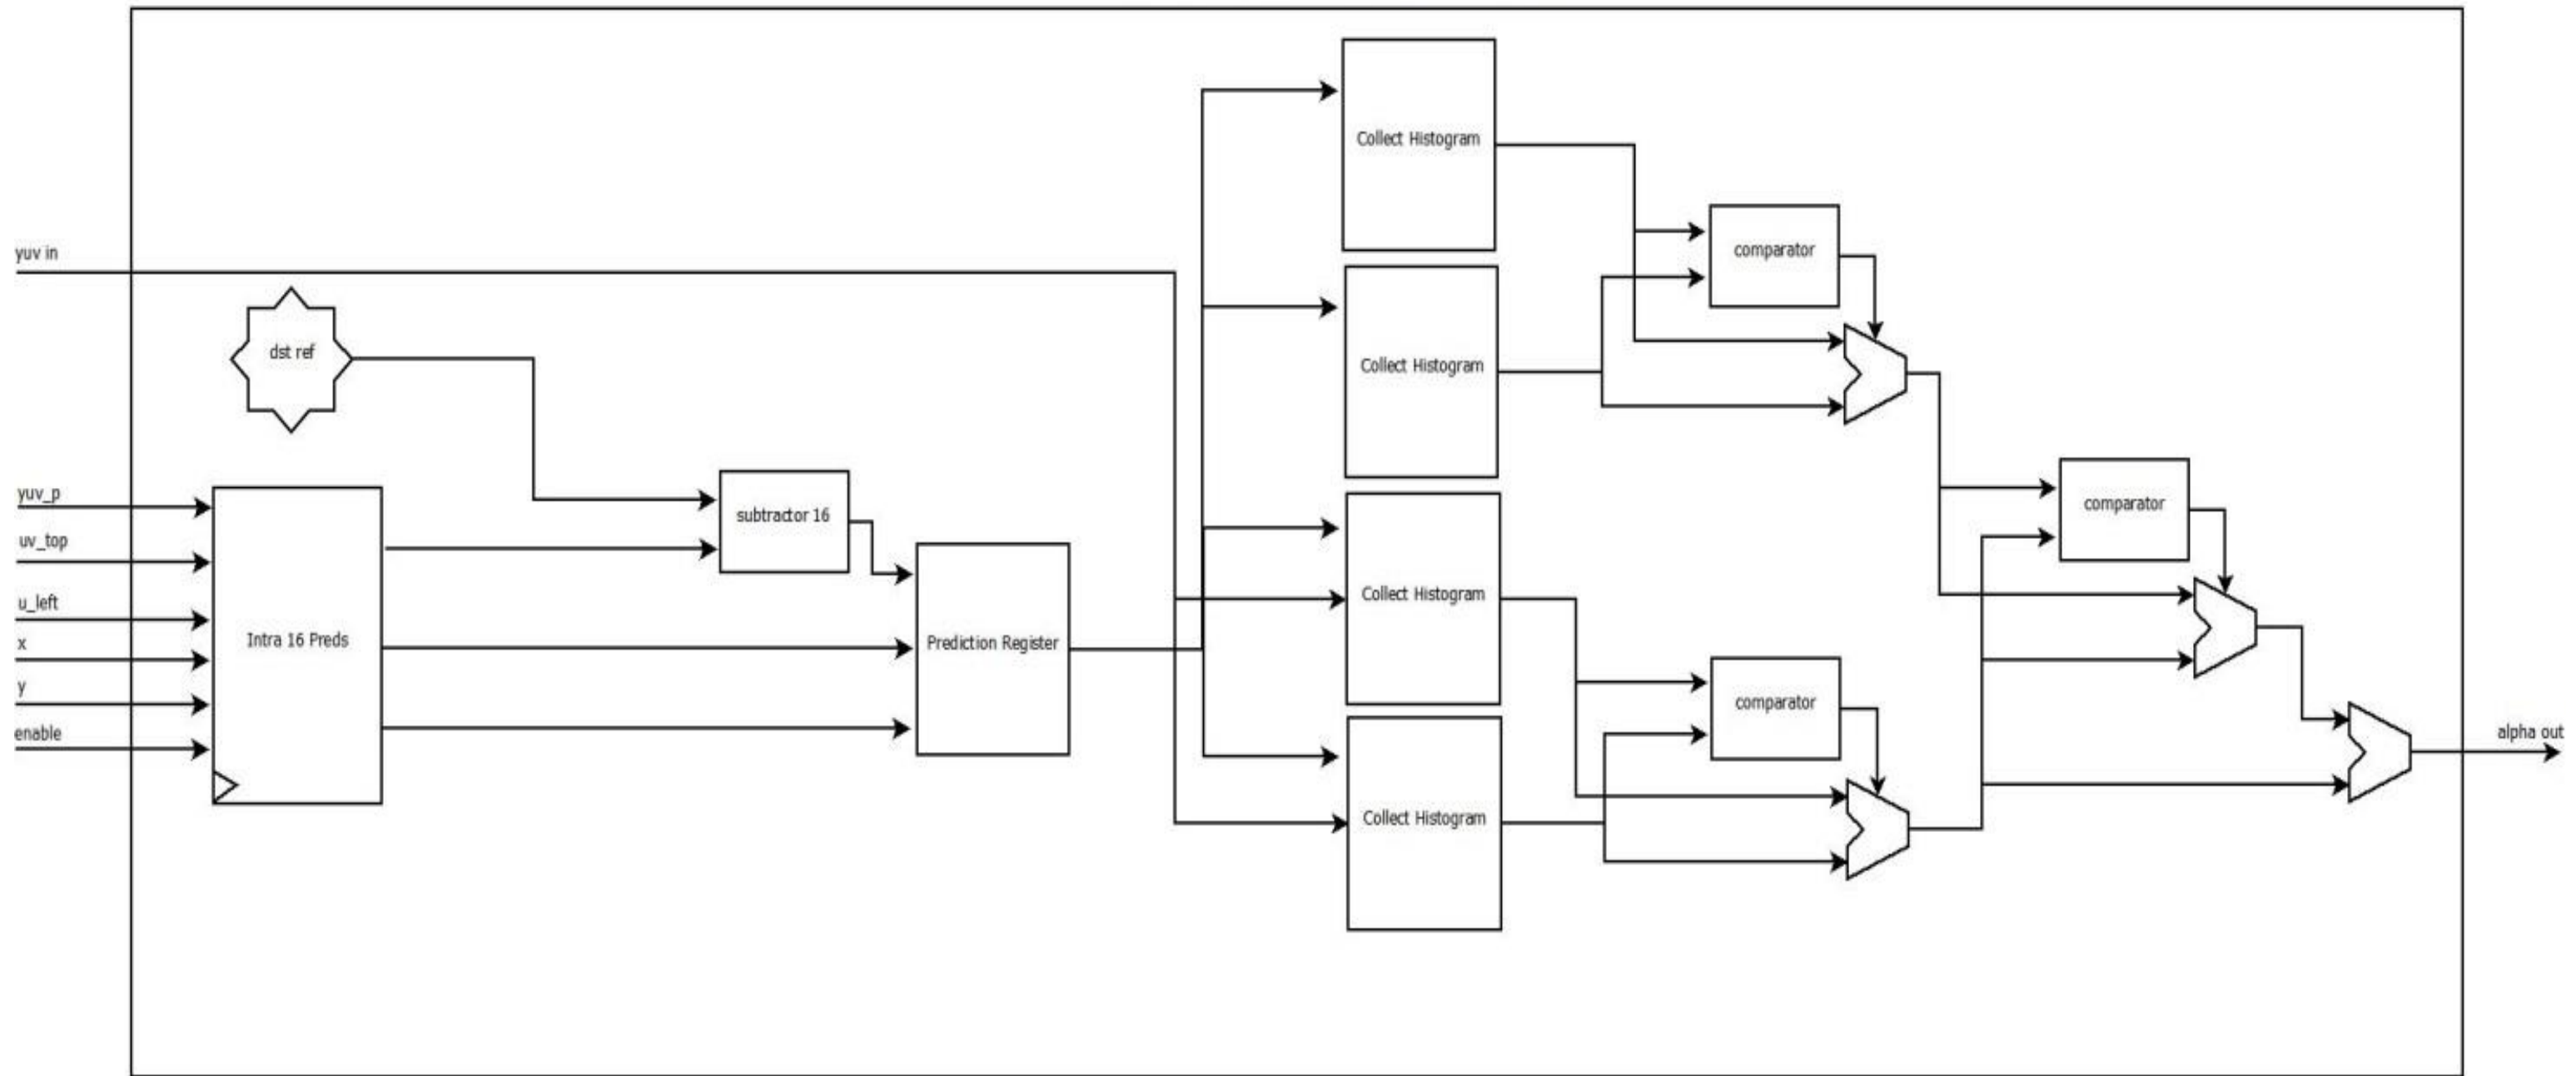 yuv in
dst ref
yuv_p
uv_top
u_left
x
y
enable
Intra 16 Preds
subtractor 16
Prediction Register
Collect Histogram
Collect Histogram
Collect Histogram
Collect Histogram
comparator
comparator
comparator
alpha out